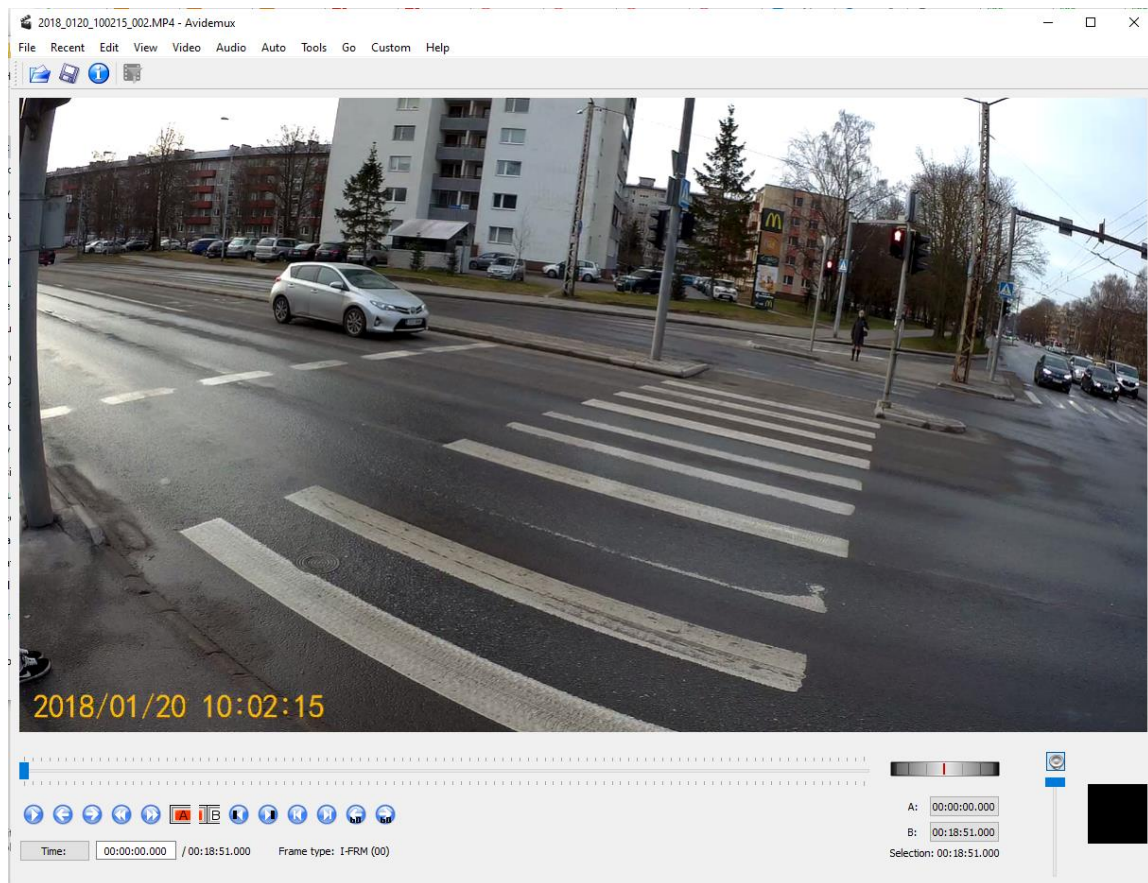 2018_0120_100215_002.MP4 - Avidemux
File Recent Edit View Video Audio Auto Tools Go Custom Help
2018/01/20 10:02:15
A B
60 60
A: 00:00:00.000
B: 00:18:51.000
Selection: 00:18:51.000
Time: 00:00:00.000 / 00:18:51.000 Frame type: I-FRM (00)